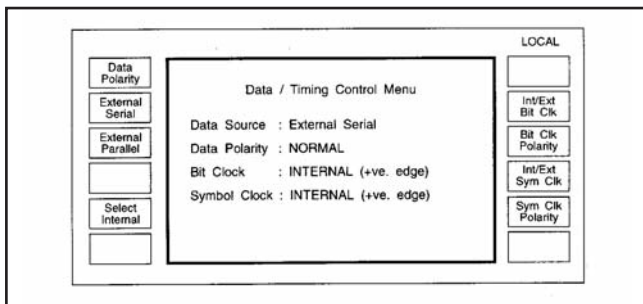 LOCAL
Data
Polarity
External
Serial
External
Parallel
Select
Internal
Data / Timing Control Menu
Data Source : External Serial
Data Polarity : NORMAL
Bit Clock : INTERNAL (+ve. edge)
Symbol Clock : INTERNAL (+ve. edge)
Int/Ext
Bit Clk
Bit Clk
Polarity
Int/Ext
Sym Clk
Sym Clk
Polarity